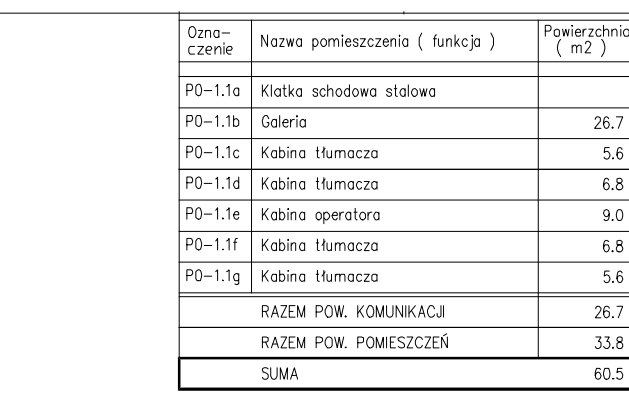 Ozna-
czenie Nazwa pomieszczenia ( funkcja ) Powierzchnia
( m2 )
P0-1.1a Klatka schodowa stalowa
P0-1.1b Galeria 26.7
P0-1.1c Kabina tłumacza 5.6
P0-1.1d Kabina tłumacza 6.8
P0-1.1e Kabina operatora 9.0
P0-1.1f Kabina tłumacza 6.8
P0-1.1g Kabina tłumacza 5.6
RAZEM POW. KOMUNIKACJI 26.7
RAZEM POW. POMIESZCZEŃ 33.8
SUMA 60.5